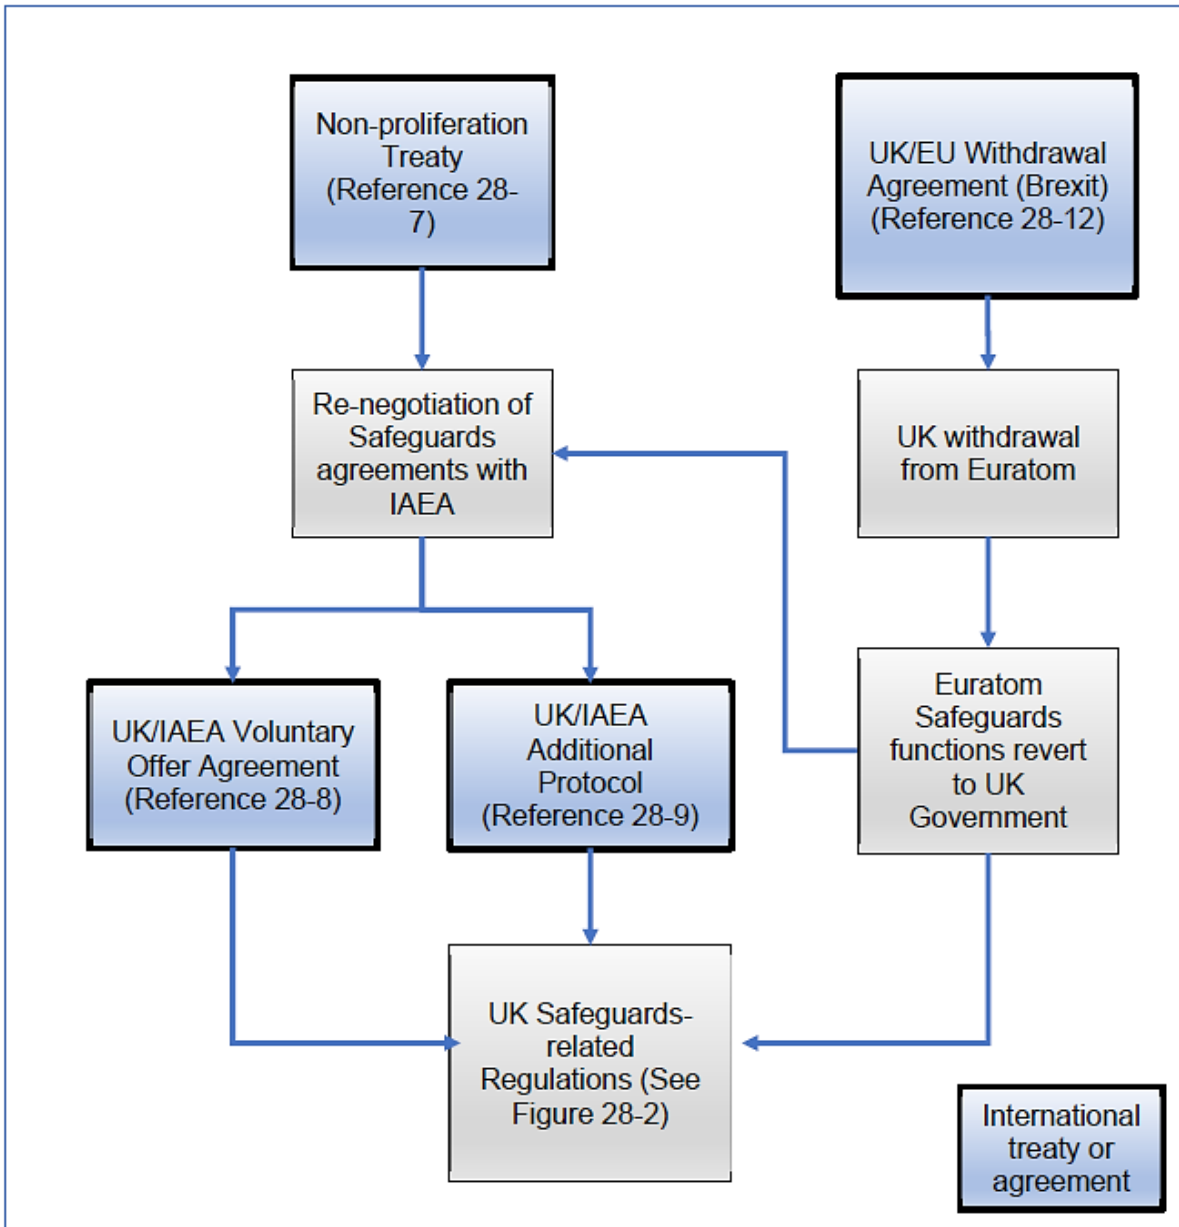 Non-proliferation
Treaty
(Reference 28-
7)
UK/EU Withdrawal
Agreement (Brexit)
(Reference 28-12)
Re-negotiation of
Safeguards
agreements with
IAEA
UK withdrawal
from Euratom
UK/IAEA Voluntary
Offer Agreement
(Reference 28-8)
UK/IAEA
Additional
Protocol
(Reference 28-9)
Euratom
Safeguards
functions revert
to UK
Government
UK Safeguards-
related
Regulations (See
Figure 28-2)
International
treaty or
agreement